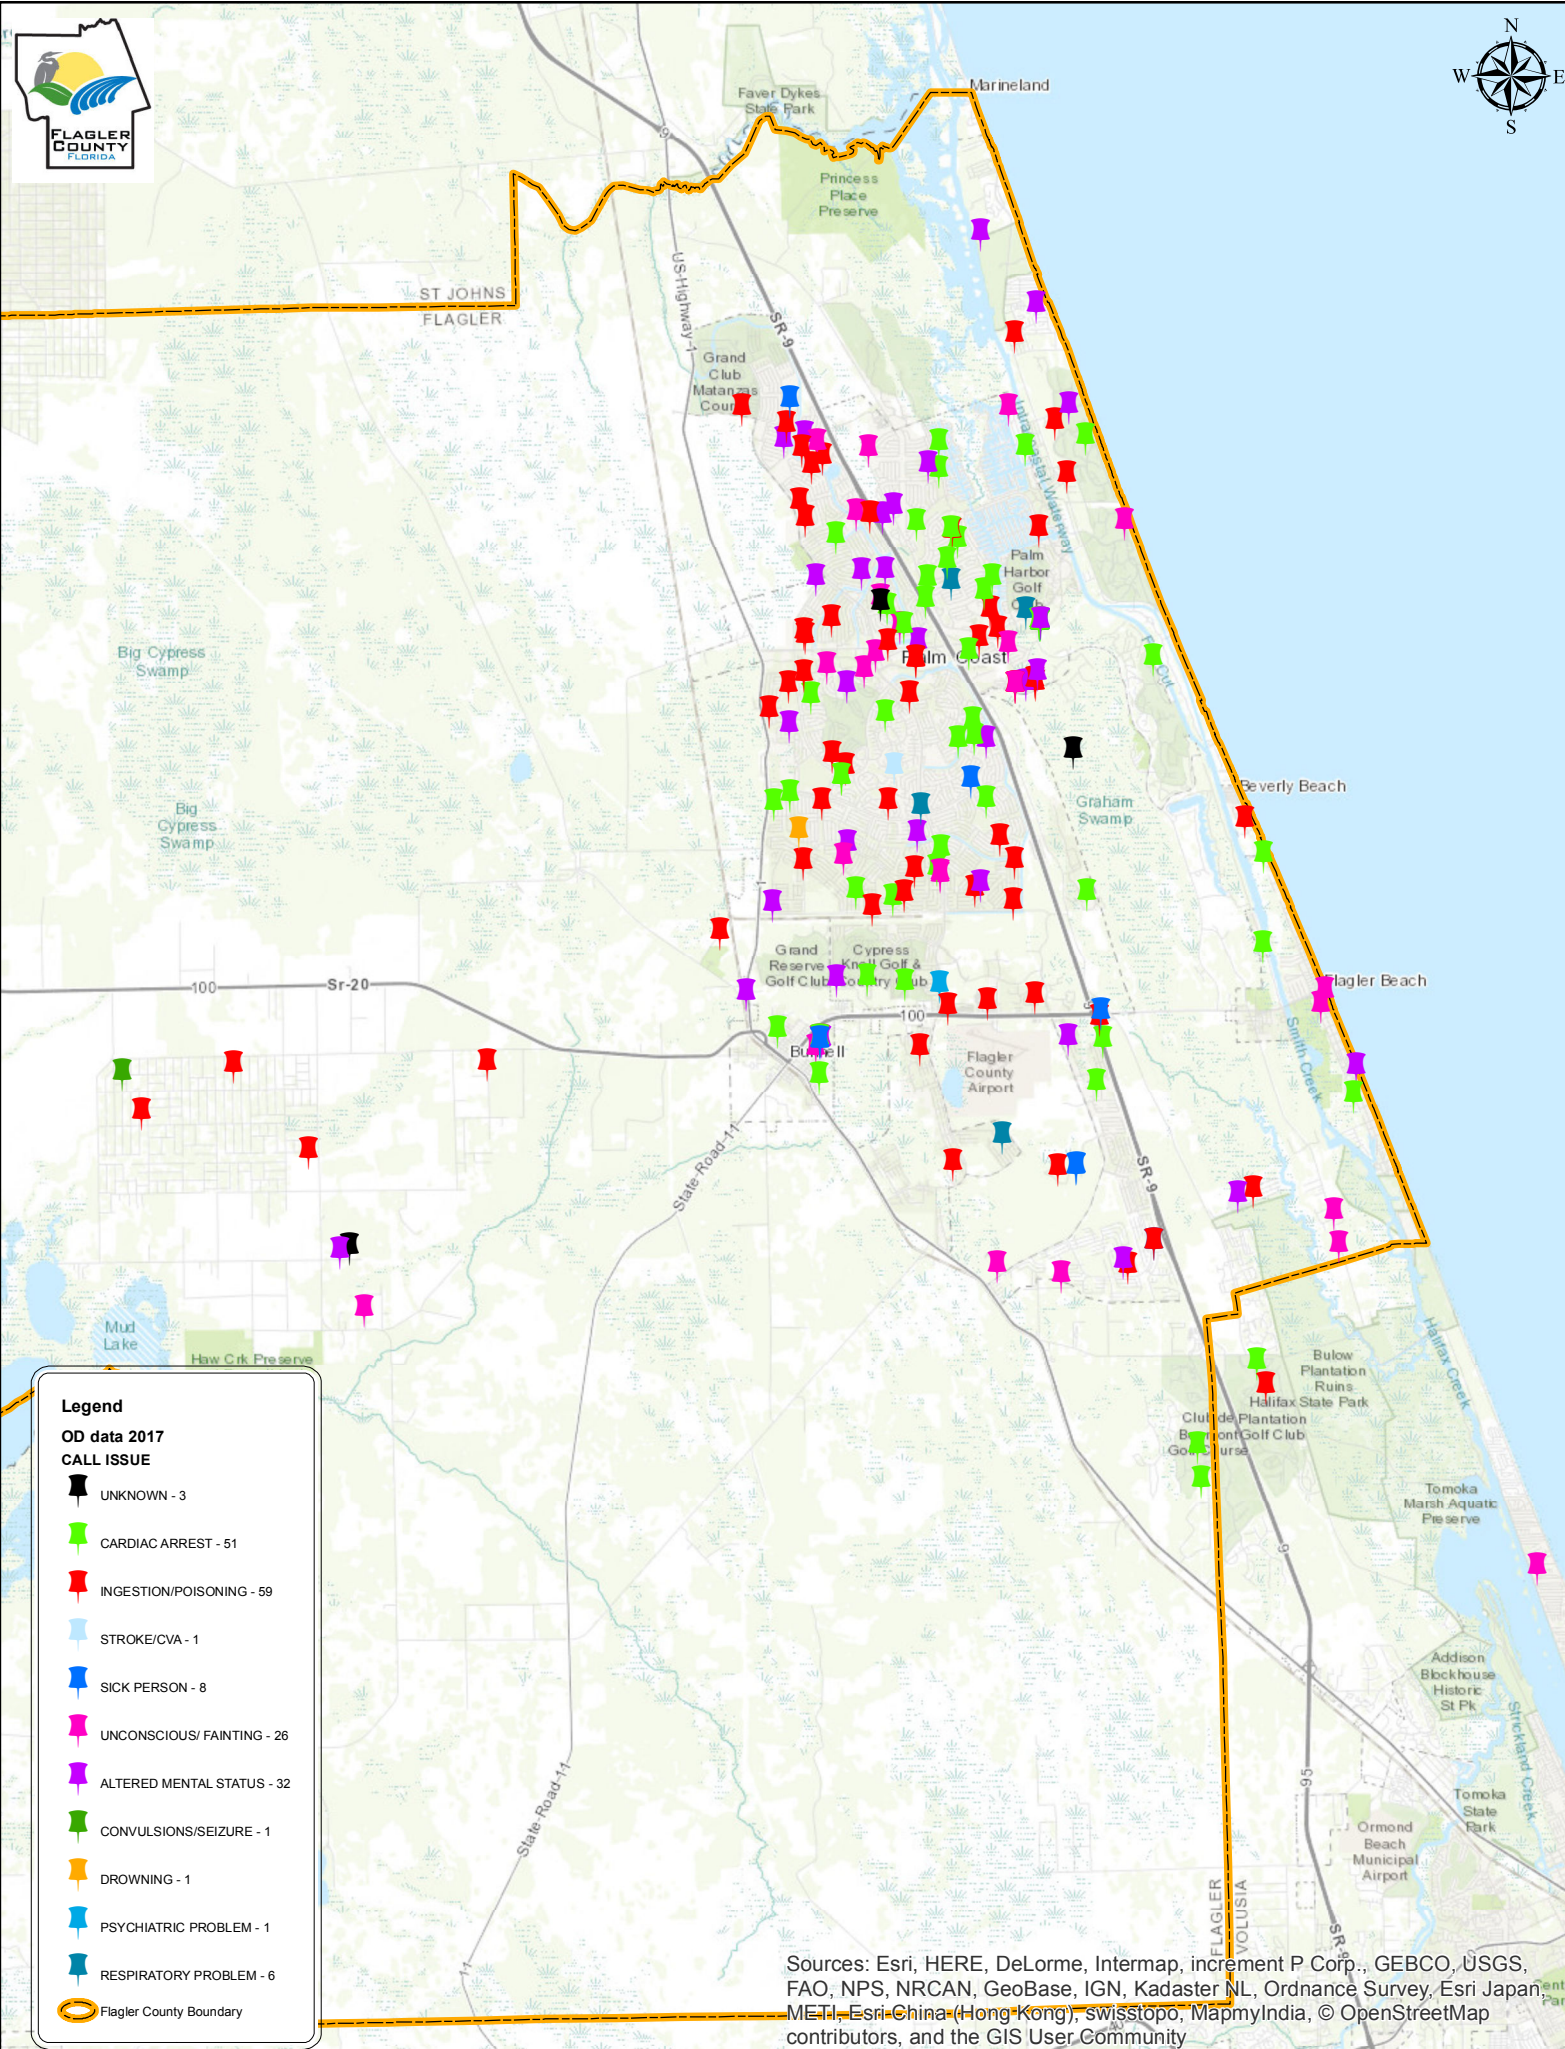 FLAGLER
COUNTY
FLORIDA
N
W
E
S
Marineland
Faver Dykes
State Park
9
Princess
Place
Preserve
ST JOHNS
FLAGLER
US-Highway-1
SR-9
Grand
Club
Matanzas
Intracoastal Waterway
Palm
Harbor
Golf
Big Cypress
Swamp
Palm Coast
Beverly Beach
Big
Cypress
Swamp
Graham
Swamp
1
Grand
Reserve
Golf Club
Cypress
Knoll Golf &
Country Club
Flagler Beach
100
Sr-20
100
Bunnell
Flagler
County
Airport
Smith Creek
State-Road-11
SR-9
Mud
Lake
Haw Crk Preserve
Halifax Creek
Bulow
Plantation
Ruins
Halifax State Park
Plantation
Golf Club
Tomoka
Marsh Aquatic
Preserve
Addison
Blockhouse
Historic
St Pk
Strickland Creek
95
Tomoka
State
Park
Ormond
Beach
Municipal
Airport
State-Road-11
11
FLAGLER
VOLUSIA
SR-9
Legend
OD data 2017
CALL ISSUE
UNKNOWN - 3
CARDIAC ARREST - 51
INGESTION/POISONING - 59
STROKE/CVA - 1
SICK PERSON - 8
UNCONSCIOUS/ FAINTING - 26
ALTERED MENTAL STATUS - 32
CONVULSIONS/SEIZURE - 1
DROWNING - 1
PSYCHIATRIC PROBLEM - 1
RESPIRATORY PROBLEM - 6
Flagler County Boundary
Sources: Esri, HERE, DeLorme, Intermap, increment P Corp., GEBCO, USGS,
FAO, NPS, NRCAN, GeoBase, IGN, Kadaster NL, Ordnance Survey, Esri Japan,
METI, Esri China (Hong Kong), swisstopo, MapmyIndia, © OpenStreetMap
contributors, and the GIS User Community